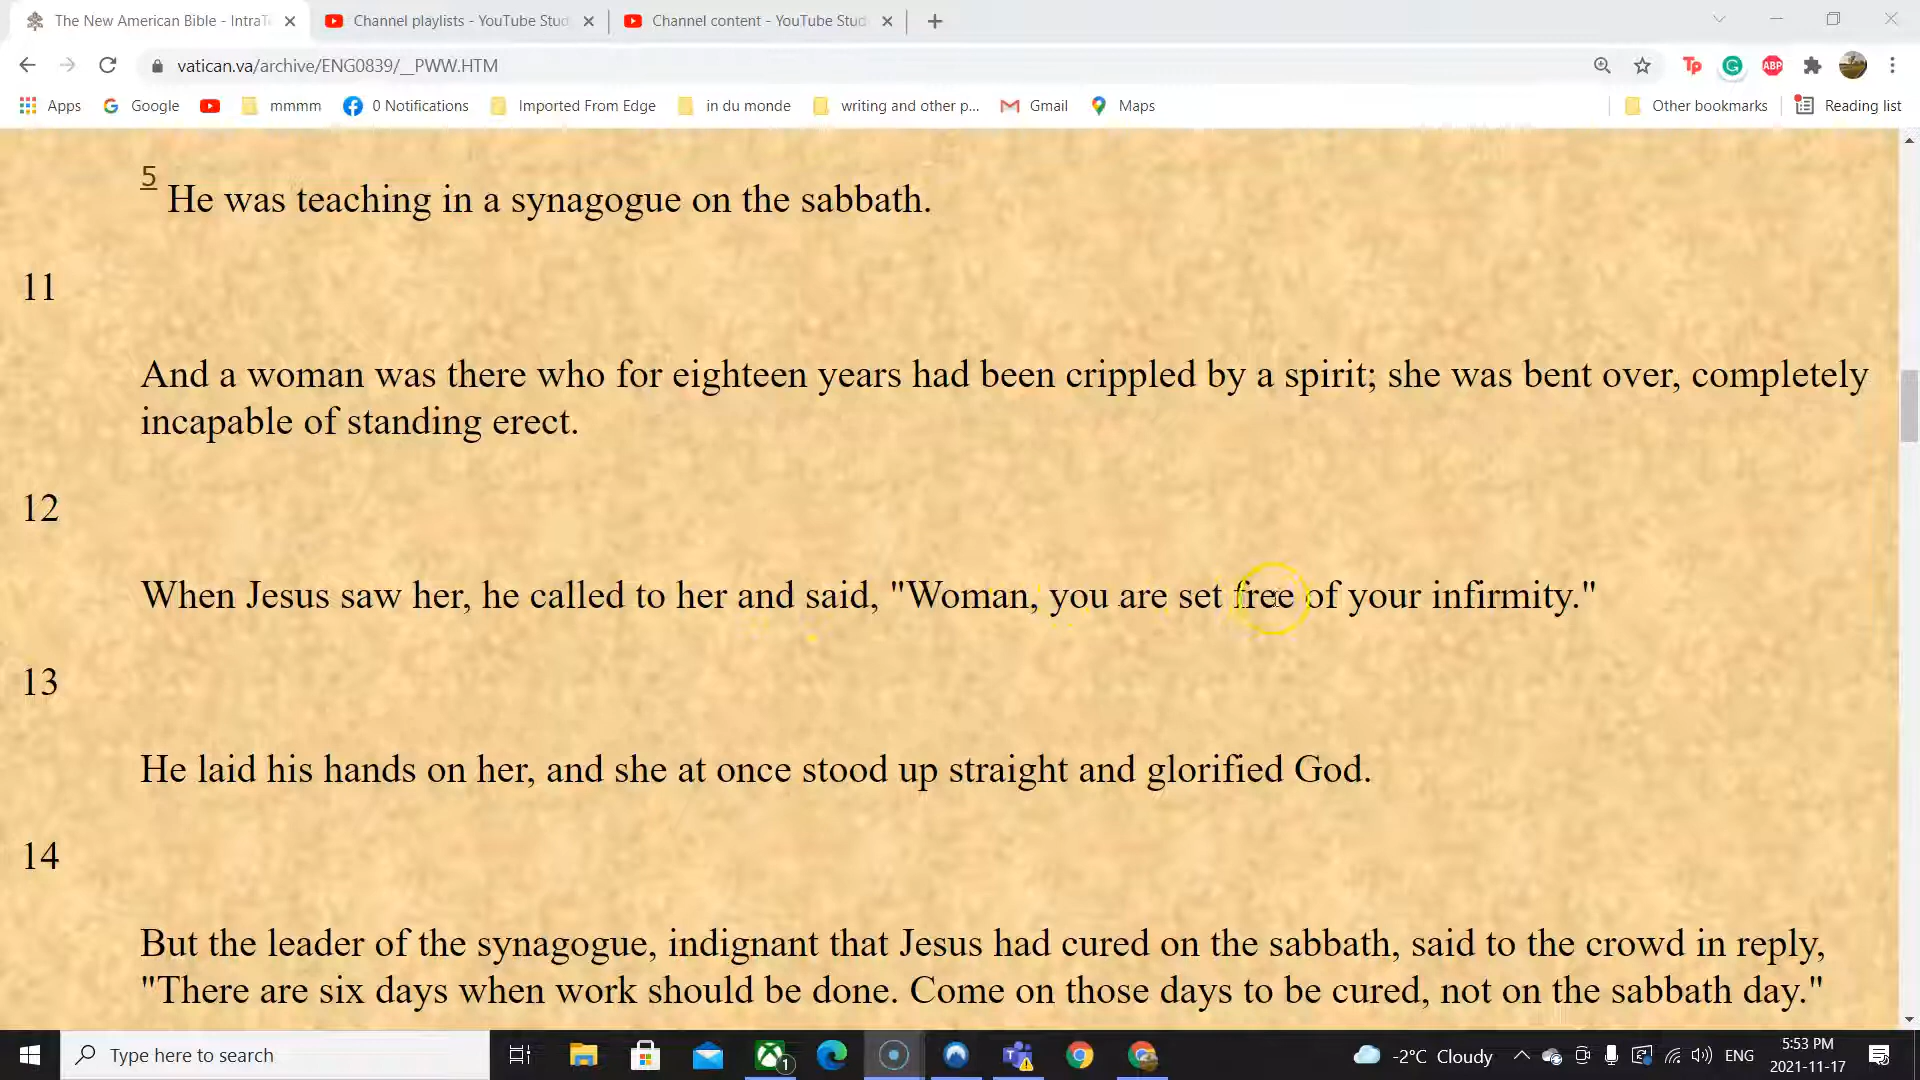 The New American Bible - IntraT
Channel playlists - YouTube Stud
Channel content - YouTube Stud
vatican.va/archive/ENG0839/__PWW.HTM
Tp
ABP
Apps
Google
mmmm
0 Notifications
Imported From Edge
in du monde
writing and other p...
Gmail
Maps
Other bookmarks
Reading list
5
He was teaching in a synagogue on the sabbath.
11
And a woman was there who for eighteen years had been crippled by a spirit; she was bent over, completely
incapable of standing erect.
12
When Jesus saw her, he called to her and said, "Woman, you are set free of your infirmity."
13
He laid his hands on her, and she at once stood up straight and glorified God.
14
But the leader of the synagogue, indignant that Jesus had cured on the sabbath, said to the crowd in reply,
"There are six days when work should be done. Come on those days to be cured, not on the sabbath day."
Type here to search
1
-2°C Cloudy
ENG
5:53 PM
2021-11-17